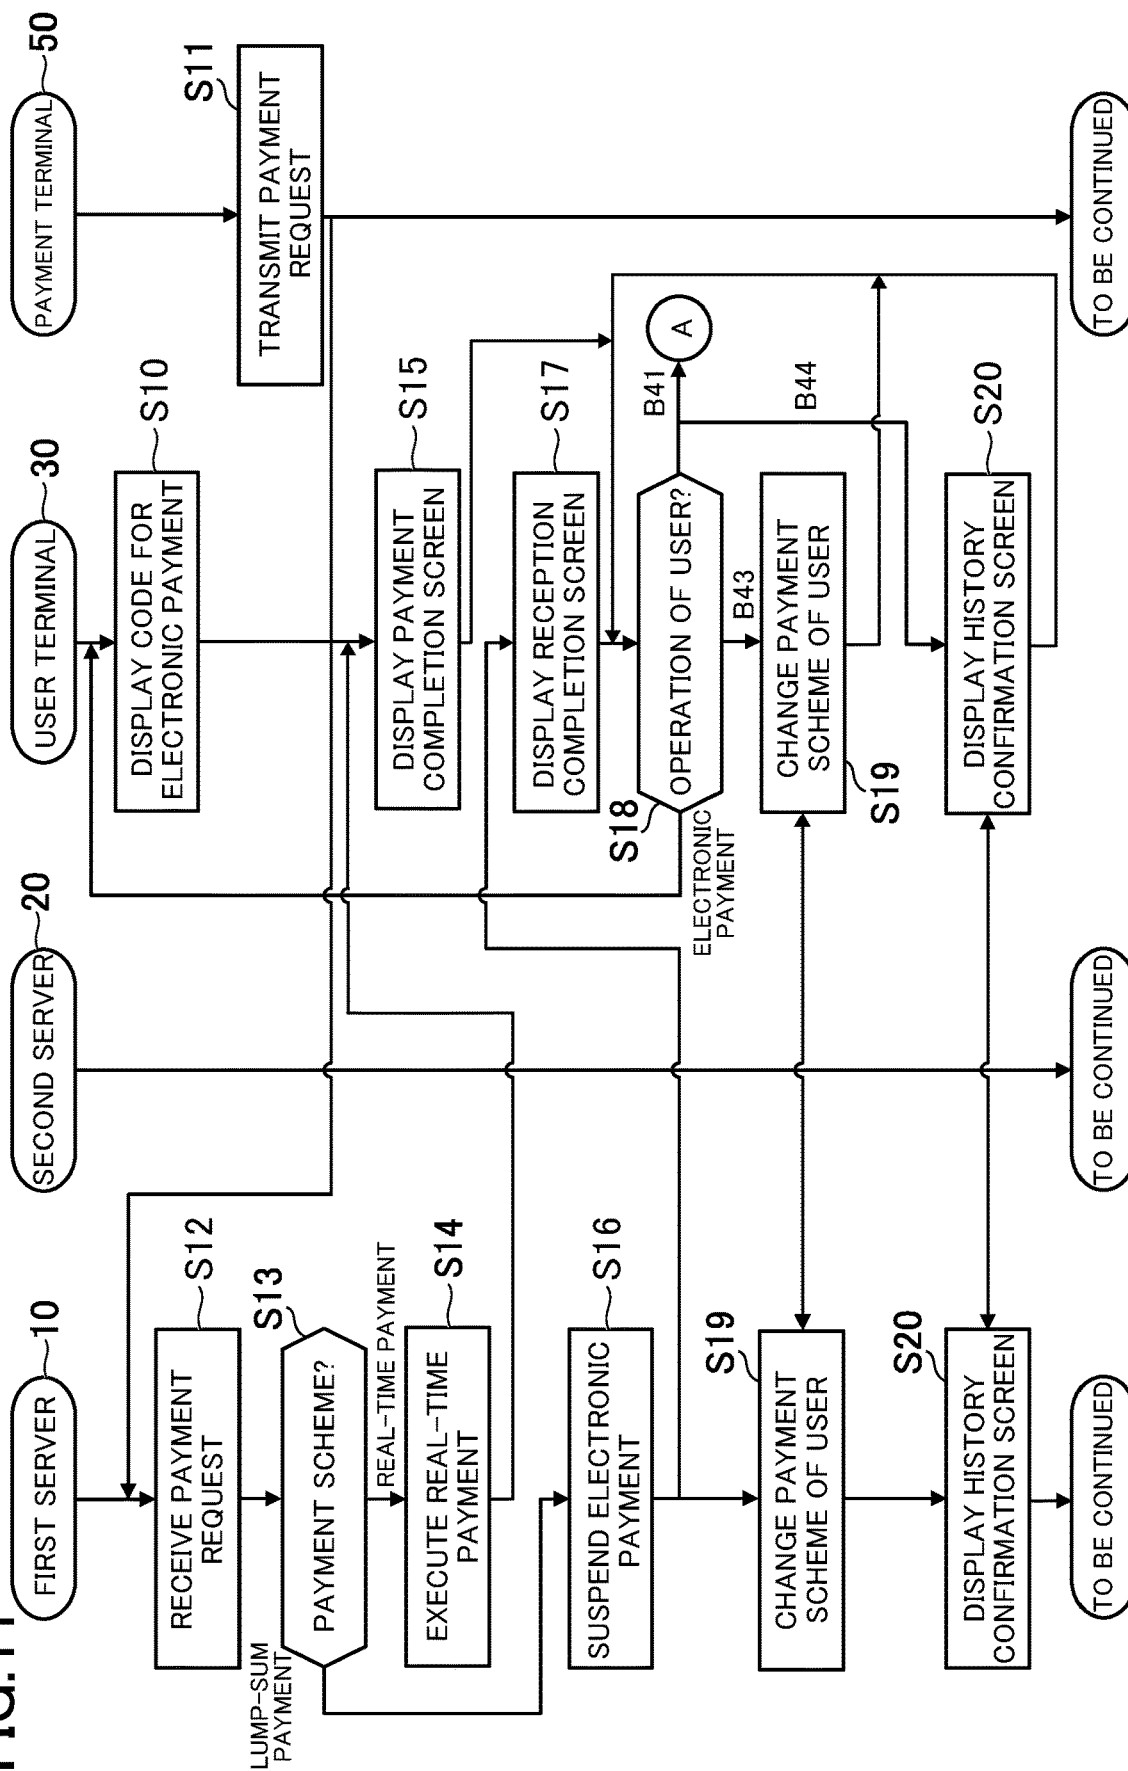 FIRST SERVER
10
SECOND SERVER
20
USER TERMINAL
30
PAYMENT TERMINAL
50
DISPLAY CODE FOR
ELECTRONIC PAYMENT
S10
TRANSMIT PAYMENT
REQUEST
S11
RECEIVE PAYMENT
REQUEST
S12
PAYMENT SCHEME?
S13
LUMP-SUM
PAYMENT
REAL-TIME PAYMENT
EXECUTE REAL-TIME
PAYMENT
S14
DISPLAY PAYMENT
COMPLETION SCREEN
S15
SUSPEND ELECTRONIC
PAYMENT
S16
DISPLAY RECEPTION
COMPLETION SCREEN
S17
OPERATION OF USER?
S18
ELECTRONIC
PAYMENT
B41
A
B43
B44
CHANGE PAYMENT
SCHEME OF USER
S19
CHANGE PAYMENT
SCHEME OF USER
S19
DISPLAY HISTORY
CONFIRMATION SCREEN
S20
DISPLAY HISTORY
CONFIRMATION SCREEN
S20
TO BE CONTINUED
TO BE CONTINUED
TO BE CONTINUED